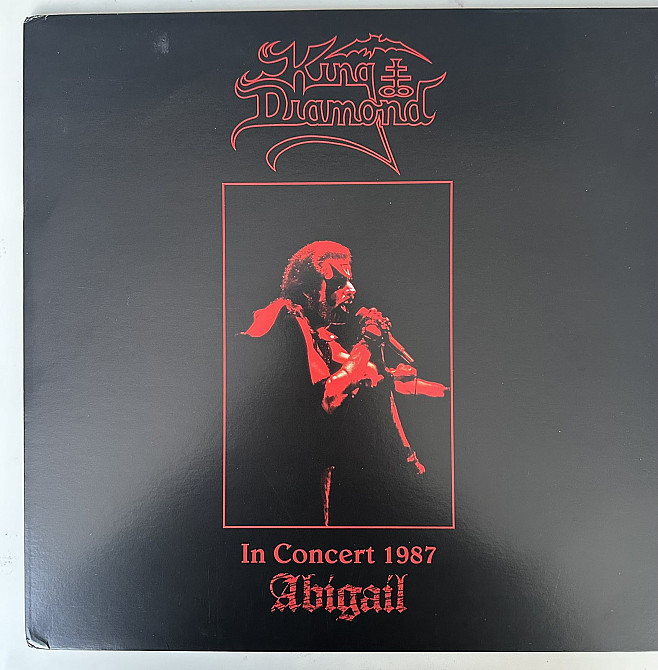 King
Diamond
In Concert 1987
Abigail